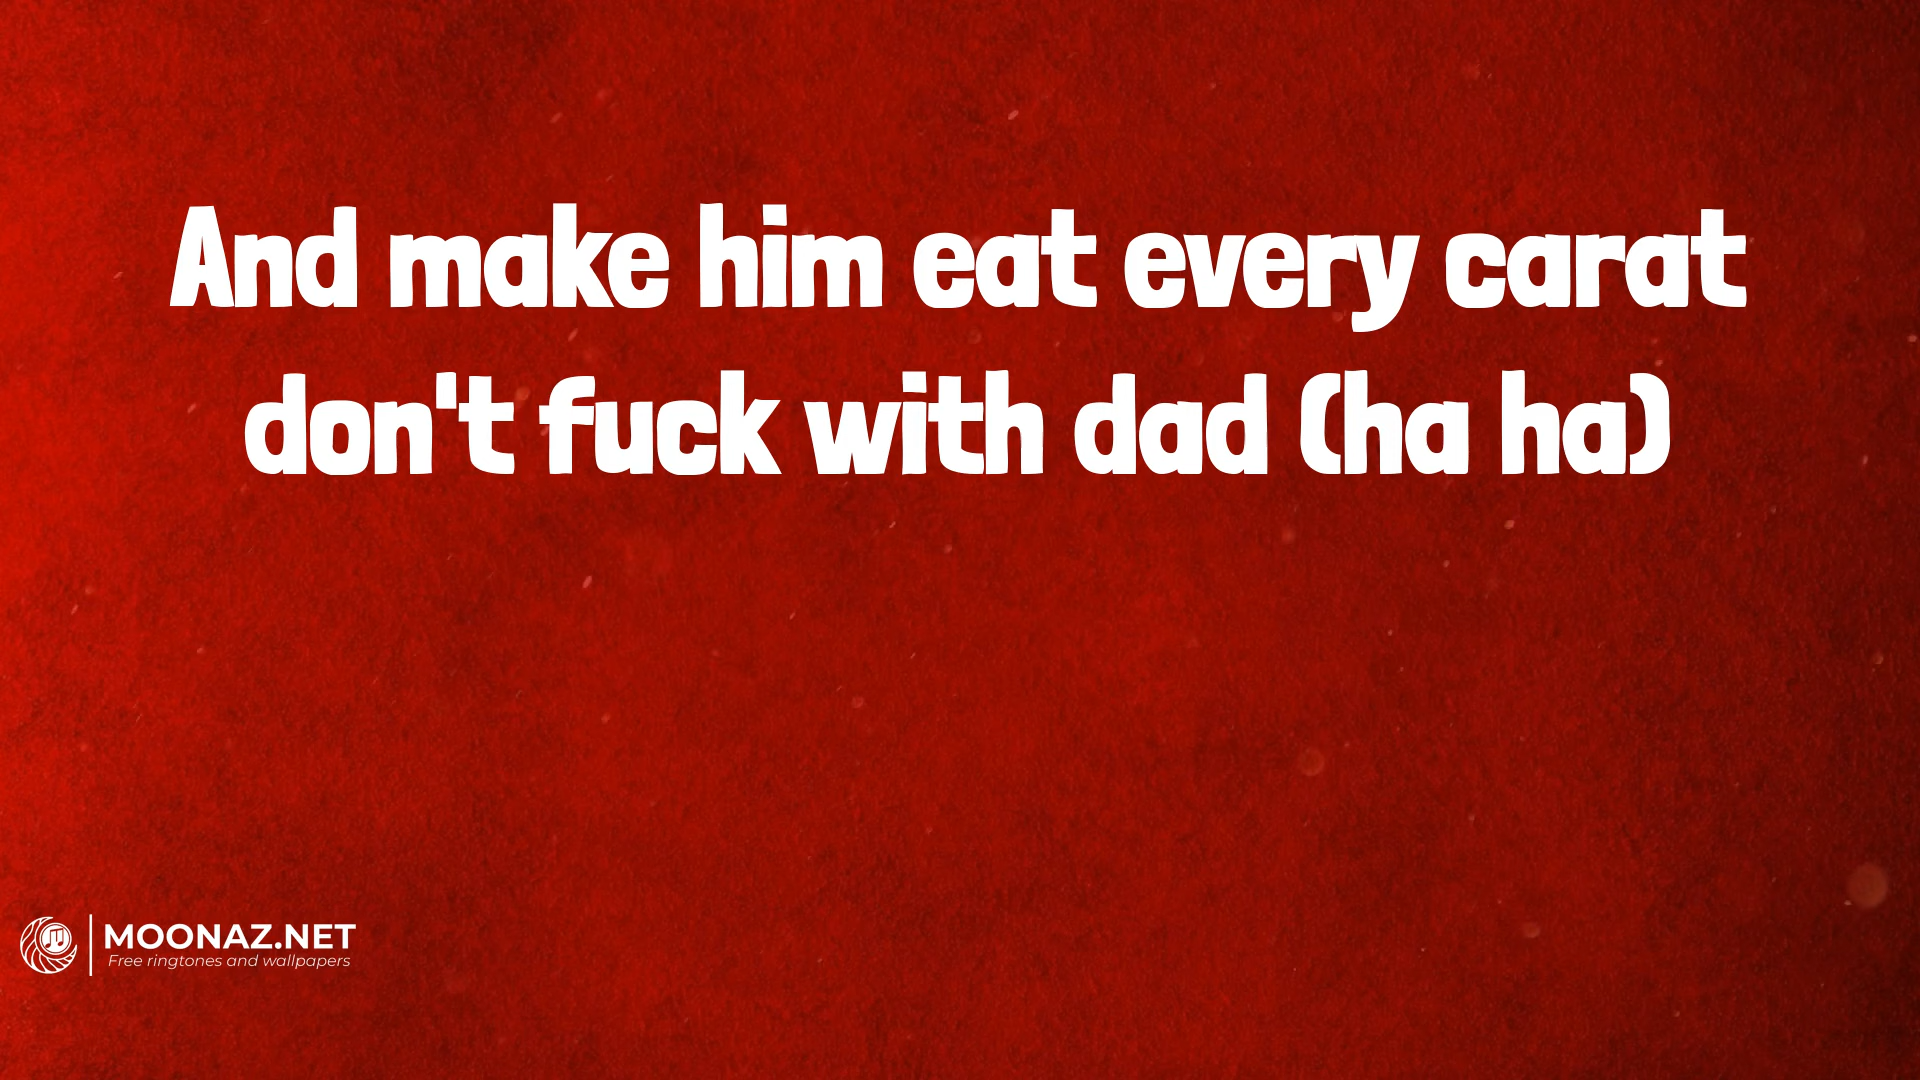 And make him eat every carat
don't fuck with dad (ha ha)
MOONAZ.NET
Free ringtones and wallpapers